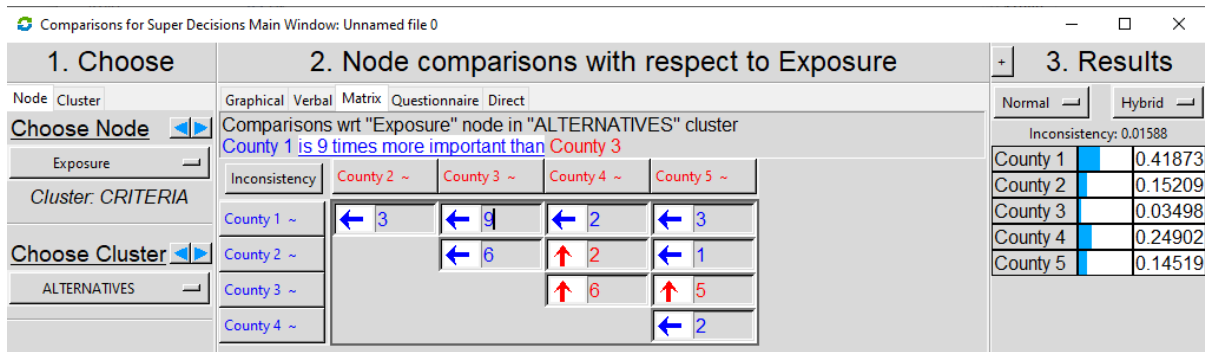 Comparisons for Super Decisions Main Window: Unnamed file 0
1. Choose
Node Cluster
Choose Node
Exposure
Cluster: CRITERIA
Choose Cluster
ALTERNATIVES
2. Node comparisons with respect to Exposure
Graphical Verbal Matrix Questionnaire Direct
Comparisons wrt "Exposure" node in "ALTERNATIVES" cluster
County 1 is 9 times more important than County 3
Inconsistency County 2 ~ County 3 ~ County 4 ~ County 5 ~
County 1 ~ 3 9 2 3
County 2 ~ 6 2 1
County 3 ~ 6 5
County 4 ~ 2
+ 3. Results
Normal Hybrid
Inconsistency: 0.01588
County 1 0.41873
County 2 0.15209
County 3 0.03498
County 4 0.24902
County 5 0.14519